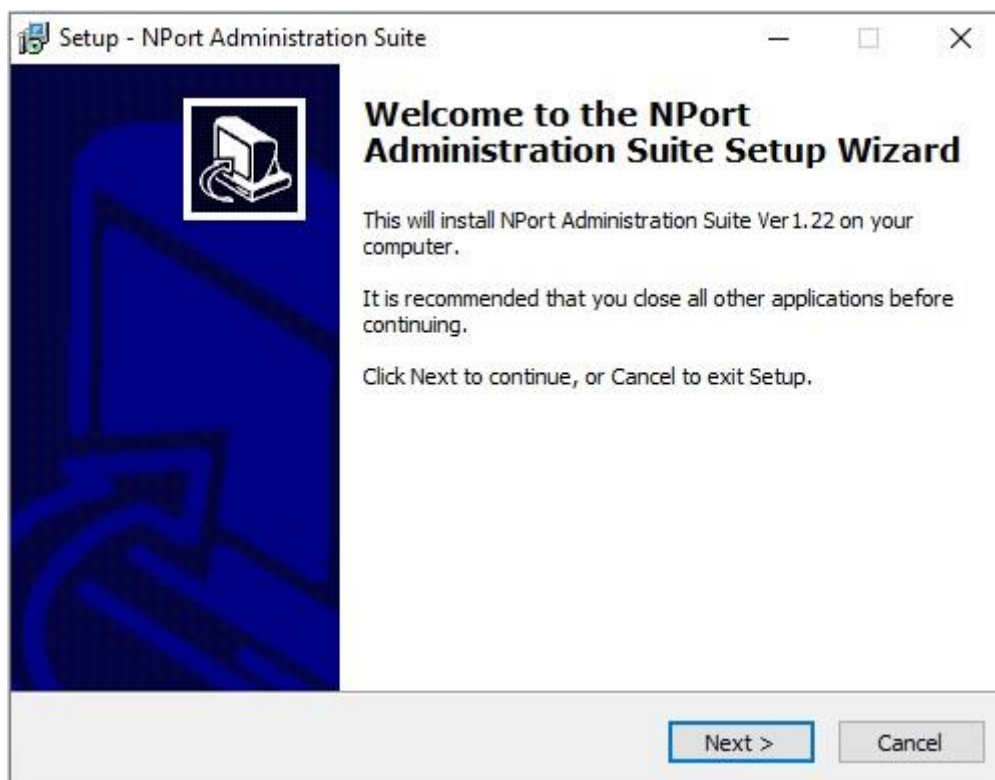 Setup - NPort Administration Suite
Welcome to the NPort
Administration Suite Setup Wizard
This will install NPort Administration Suite Ver1.22 on your
computer.
It is recommended that you close all other applications before
continuing.
Click Next to continue, or Cancel to exit Setup.
Next >
Cancel